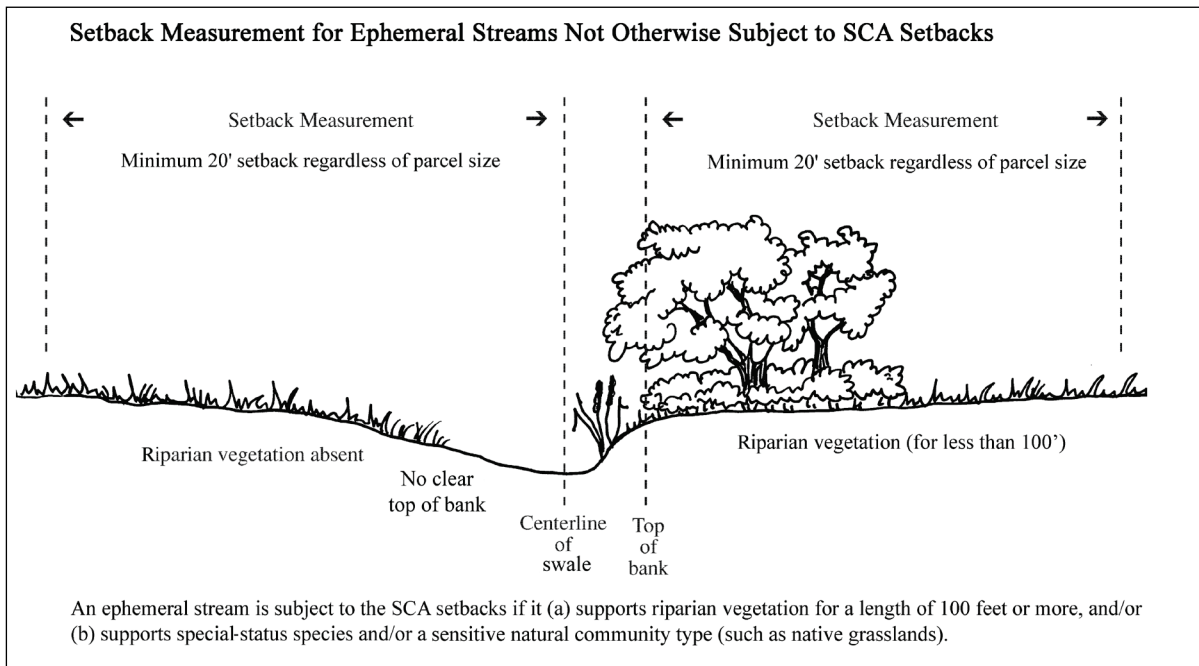 Setback Measurement for Ephemeral Streams Not Otherwise Subject to SCA Setbacks
Setback Measurement
Minimum 20' setback regardless of parcel size
Setback Measurement
Minimum 20' setback regardless of parcel size
Riparian vegetation absent
No clear
top of bank
Centerline
of
swale
Top
of
bank
Riparian vegetation (for less than 100’)
An ephemeral stream is subject to the SCA setbacks if it (a) supports riparian vegetation for a length of 100 feet or more, and/or
(b) supports special-status species and/or a sensitive natural community type (such as native grasslands).